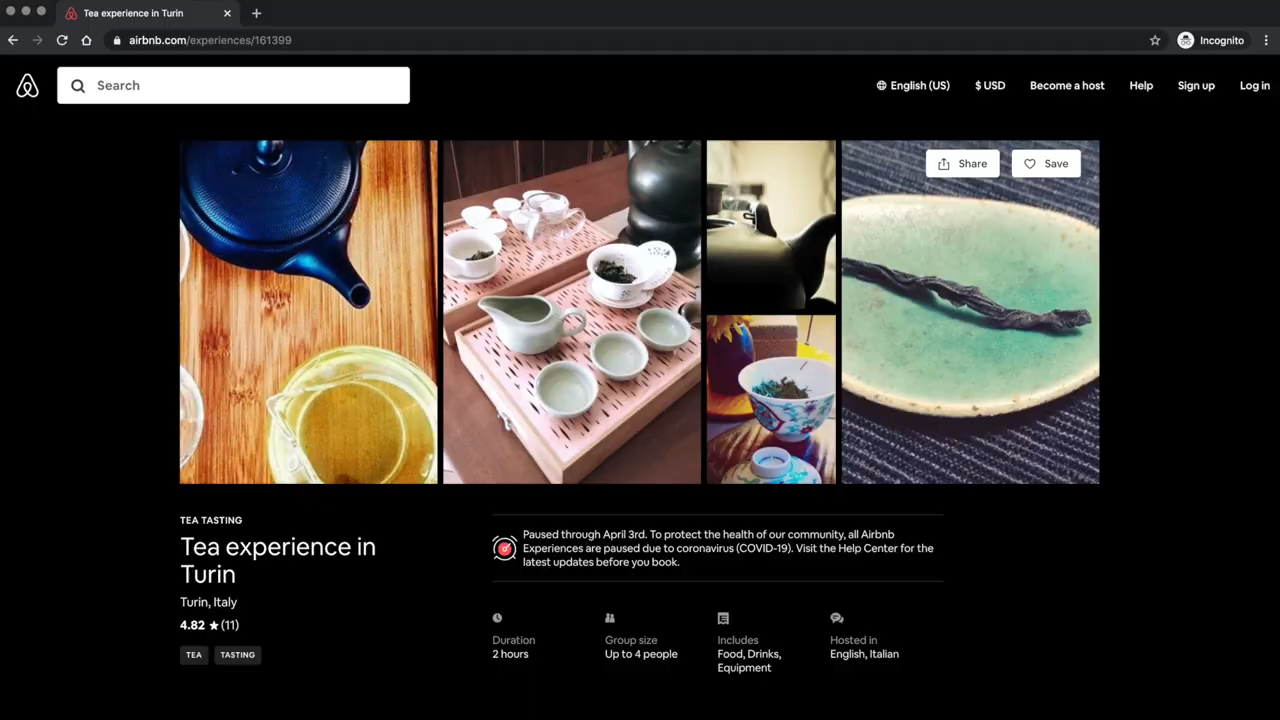 Tea experience in Turin
airbnb.com/experiences/161399
Incognito
Search
English (US)
$ USD
Become a host
Help
Sign up
Log in
Share
Save
TEA TASTING
Tea experience in
Turin
Turin, Italy
4.82 ★ (11)
TEA
TASTING
Paused through April 3rd. To protect the health of our community, all Airbnb
Experiences are paused due to coronavirus (COVID-19). Visit the Help Center for the
latest updates before you book.
Duration
2 hours
Group size
Up to 4 people
Includes
Food, Drinks,
Equipment
Hosted in
English, Italian